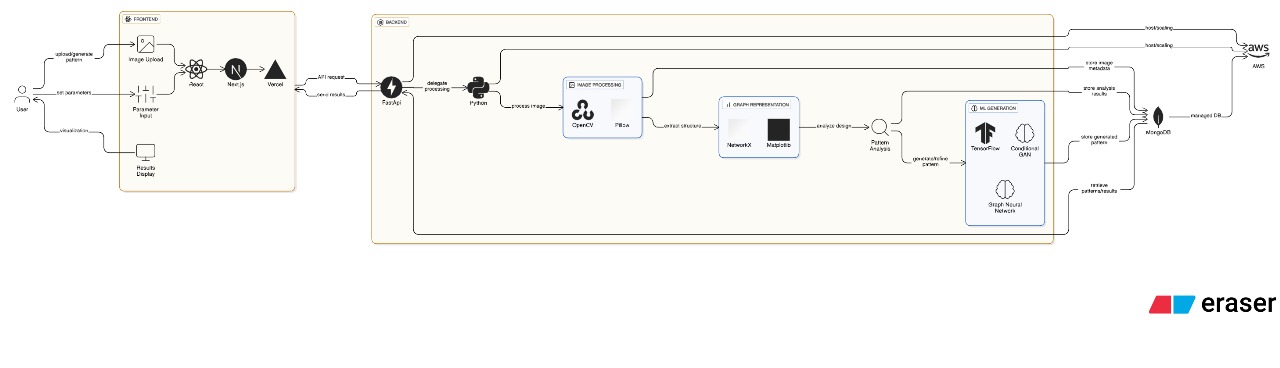 FRONTEND
BACKEND
upload/generate
pattern
Image Upload
set parameters
User
visualization
Parameter
Input
Results
Display
React
Next.js
Vercel
API request
send results
FastApi
delegate
processing
Python
process image
IMAGE PROCESSING
OpenCV
Pillow
extract structure
GRAPH REPRESENTATION
NetworkX
Matplotlib
analyze design
Pattern
Analysis
generate/refine
pattern
ML GENERATION
TensorFlow
Conditional
GAN
Graph Neural
Network
host/scaling
host/scaling
store image
metadata
store analysis
results
store generated
pattern
retrieve
patterns/results
MongoDB
managed DB
aws
AWS
eraser